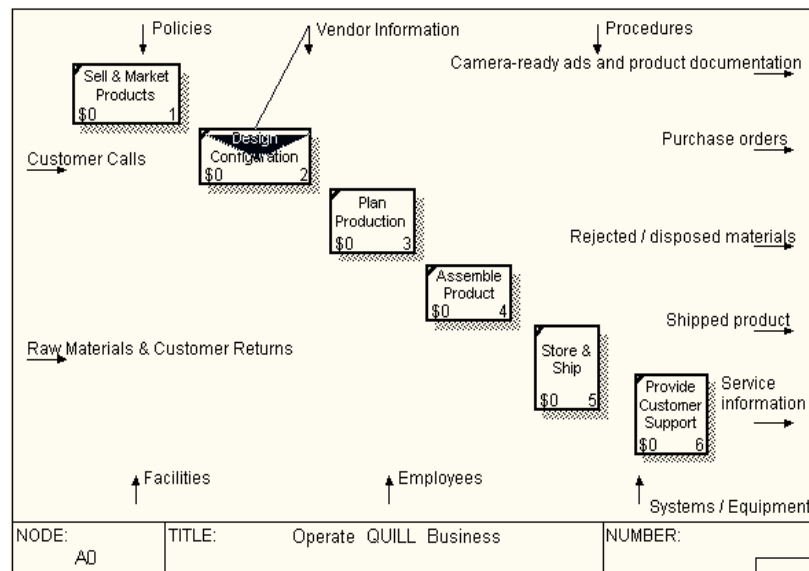 Policies
Vendor Information
Procedures
Camera-ready ads and product documentation
Sell & Market
Products
$0 1
Design
Configuration
$0 2
Customer Calls
Purchase orders
Plan
Production
$0 3
Rejected / disposed materials
Assemble
Product
$0 4
Shipped product
Store &
Ship
$0 5
Raw Materials & Customer Returns
Provide
Customer
Support
$0 6
Service
information
Facilities
Employees
Systems / Equipment
NODE:
A0
TITLE:
Operate QUILL Business
NUMBER: